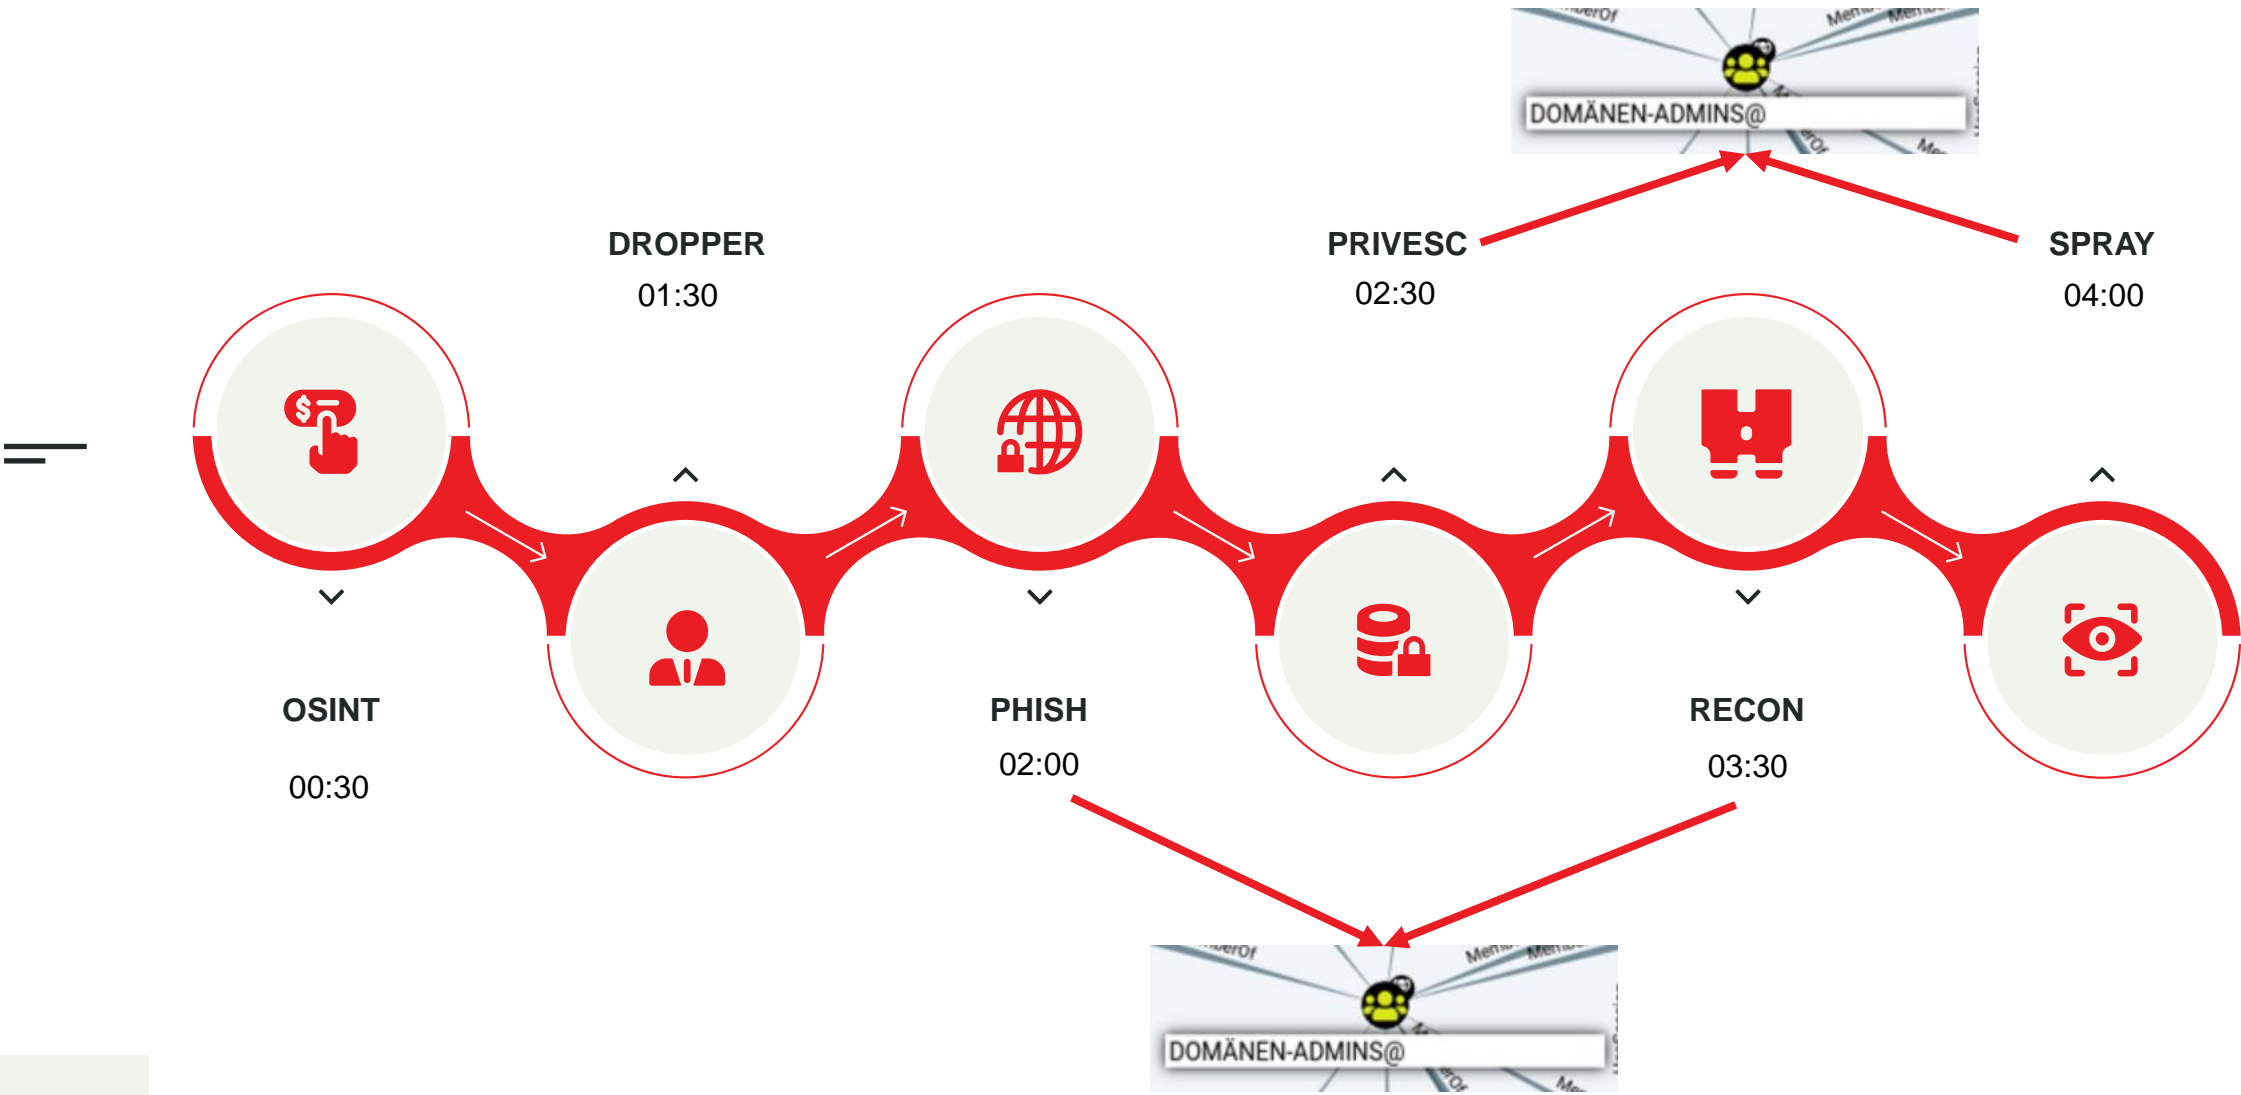 MemberOf
DOMÄNEN-ADMINS@
DROPPER
01:30
PRIVESC
02:30
SPRAY
04:00
$
OSINT
00:30
PHISH
02:00
RECON
03:30
DOMÄNEN-ADMINS@